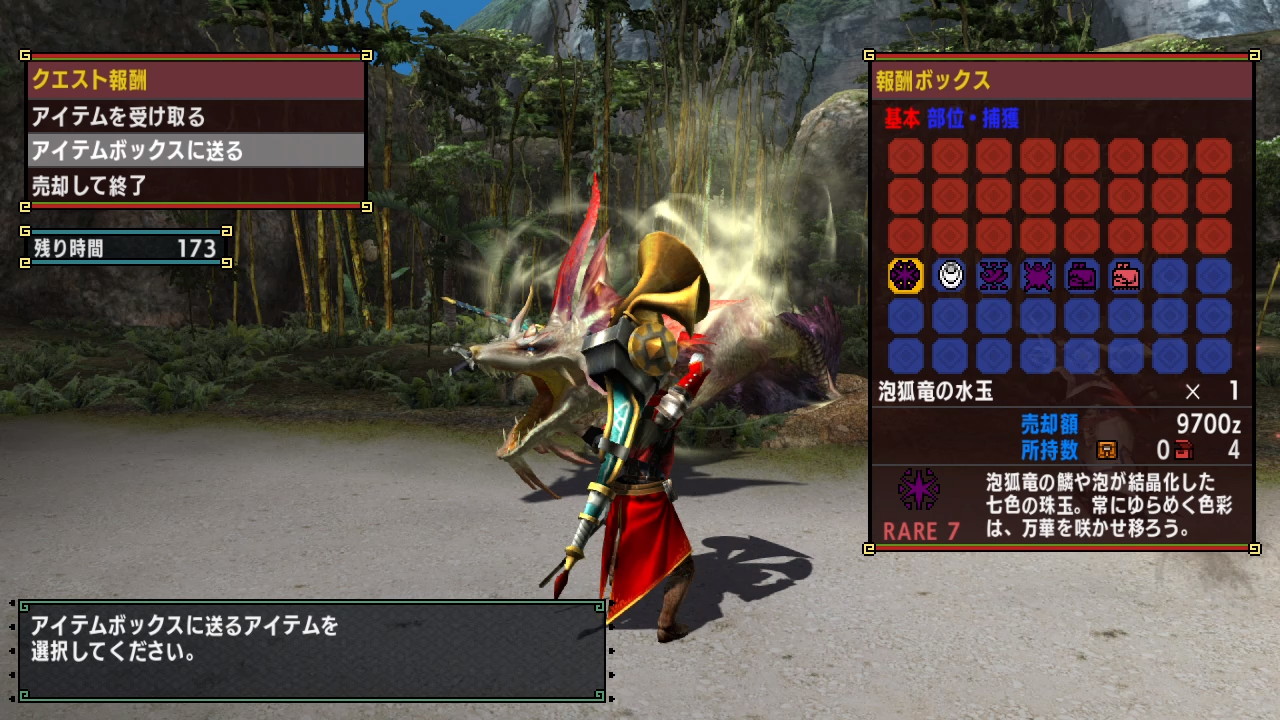 クエスト報酬
アイテムを受け取る
アイテムボックスに送る
売却して終了
残り時間 173
報酬ボックス
基本 部位・捕獲
泡狐竜の水玉 × 1
売却額 9700z
所持数 0 4
泡狐竜の鱗や泡が結晶化した
七色の珠玉。常にゆらめく色彩
は、万華を咲かせ移ろう。
RARE 7
アイテムボックスに送るアイテムを
選択してください。